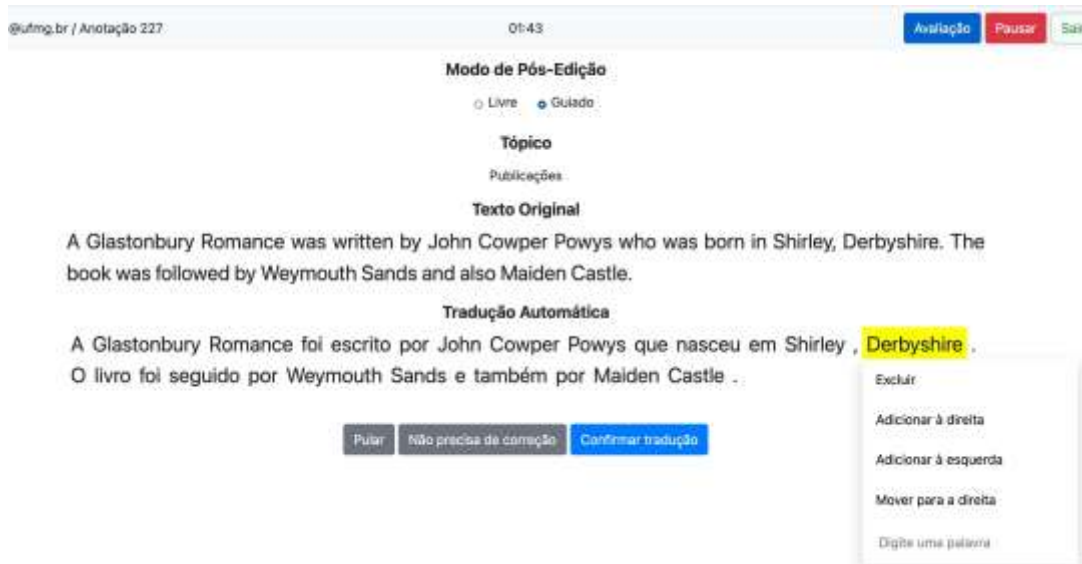 @ufmg.br / Anotação 227 01:43 Avaliação Pausar
Modo de Pós-Edição
Livre Guiado
Tópico
Publicações
Texto Original
A Glastonbury Romance was written by John Cowper Powys who was born in Shirley, Derbyshire. The
book was followed by Weymouth Sands and also Maiden Castle.
Tradução Automática
A Glastonbury Romance foi escrito por John Cowper Powys que nasceu em Shirley , Derbyshire .
O livro foi seguido por Weymouth Sands e também por Maiden Castle .
Excluir
Adicionar à direita
Adicionar à esquerda
Mover para a direita
Digite uma palavra
Pular Não precisa de correção Confirmar tradução